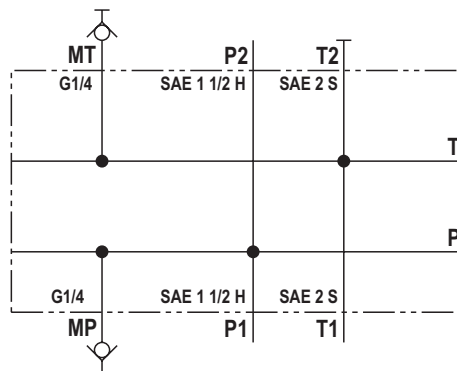 MT P2 T2
G1/4 SAE 1 1/2 H SAE 2 S
T
P
G1/4 SAE 1 1/2 H SAE 2 S
MP P1 T1